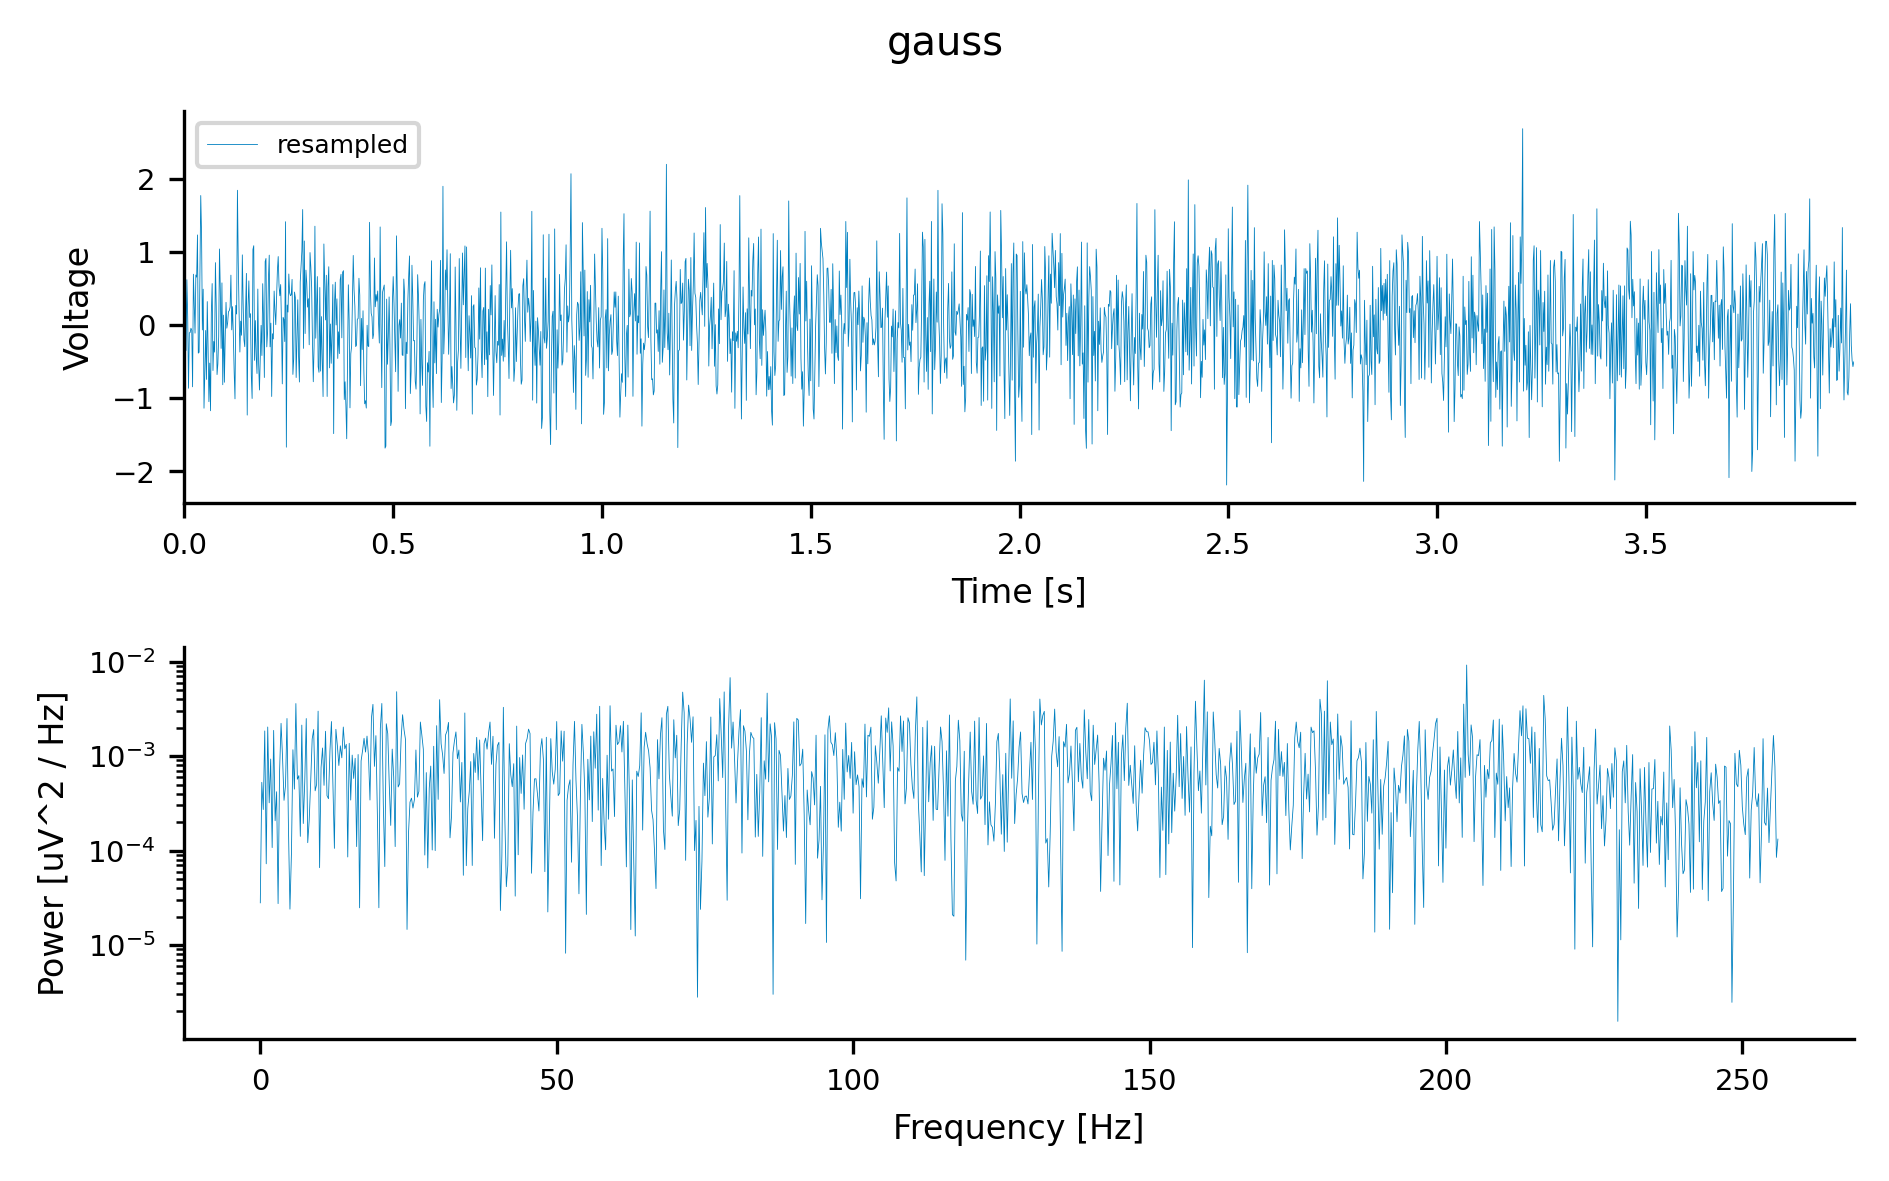 gauss
resampled
Voltage
2
1
0
−1
−2
0.0 0.5 1.0 1.5 2.0 2.5 3.0 3.5
Time [s]
Power [uV^2 / Hz]
10⁻²
10⁻³
10⁻⁴
10⁻⁵
0 50 100 150 200 250
Frequency [Hz]